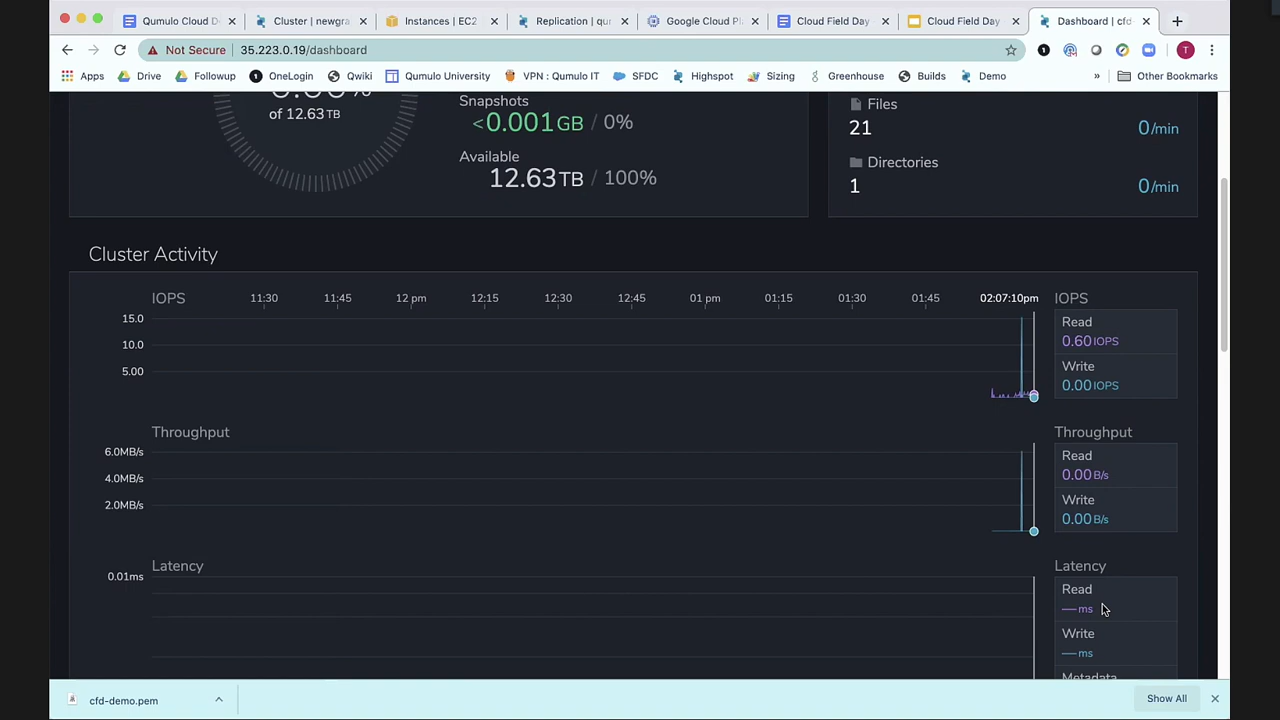 Qumulo Cloud D
Cluster | newgra
Instances | EC2
Replication | qu
Google Cloud Pl
Cloud Field Day
Cloud Field Day
Dashboard | cfd
Not Secure
35.223.0.19/dashboard
T
Apps
Drive
Followup
OneLogin
Qwiki
Qumulo University
VPN : Qumulo IT
SFDC
Highspot
Sizing
Greenhouse
Builds
Demo
»
Other Bookmarks
of 12.63TB
Snapshots
<0.001GB / 0%
Available
12.63TB / 100%
Files
21
0/min
Directories
1
0/min
Cluster Activity
IOPS
11:30
11:45
12 pm
12:15
12:30
12:45
01 pm
01:15
01:30
01:45
02:07:10pm
15.0
10.0
5.00
IOPS
Read
0.60 IOPS
Write
0.00 IOPS
Throughput
6.0MB/s
4.0MB/s
2.0MB/s
Throughput
Read
0.00 B/s
Write
0.00 B/s
Latency
0.01ms
Latency
Read
— ms
Write
— ms
Metadata
cfd-demo.pem
Show All